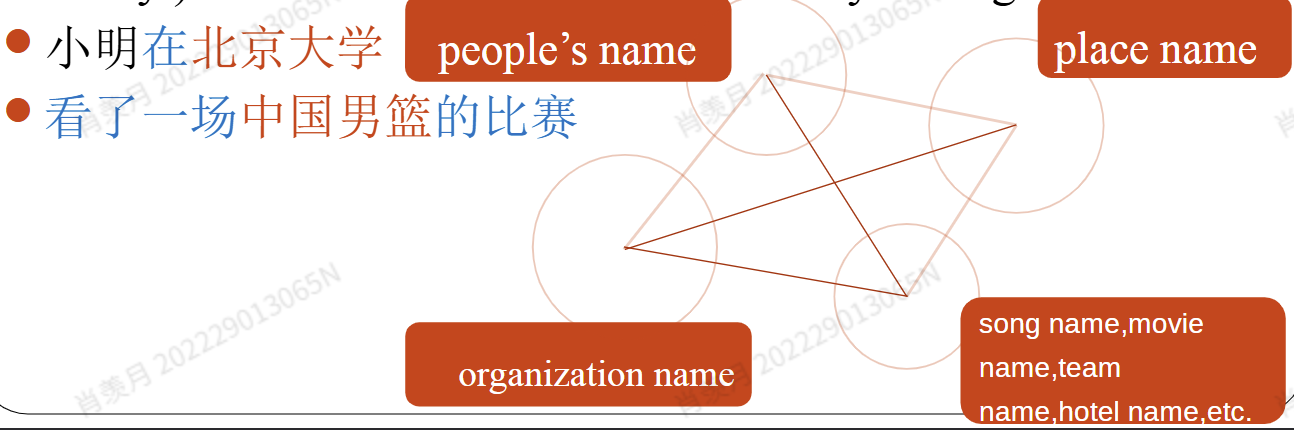 小明在北京大学
people’s name
place name
看了一场中国男篮的比赛
organization name
song name,movie
name,team
name,hotel name,etc.
肖羡月 202229013065N
肖羡月 202229013065N
肖羡月 202229013065N
肖羡月 202229013065N